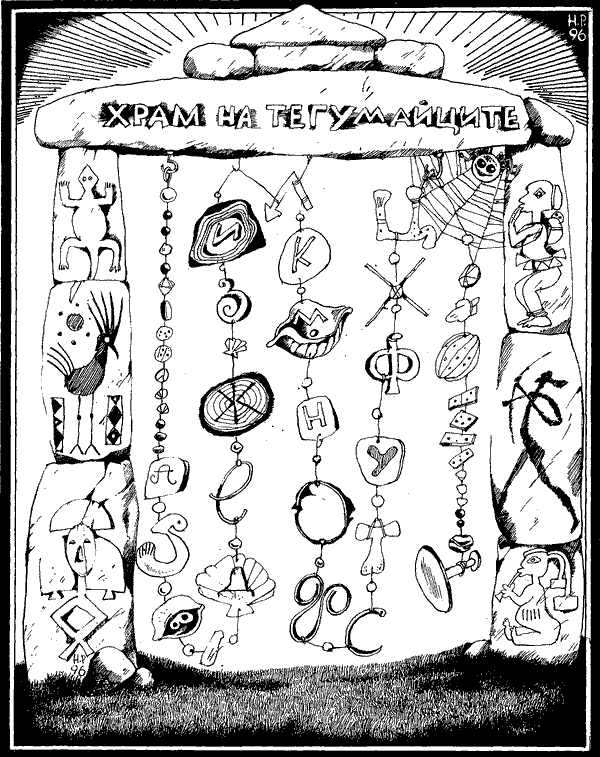 Н.Р.
96
ХРАМ НА ТЕГУМАЙЦИТЕ
И
К
Х
З
М
Ф
Ж
Н
У
А
Е
О
Т
Б
Д
В
С
Г
Н.Р.
96